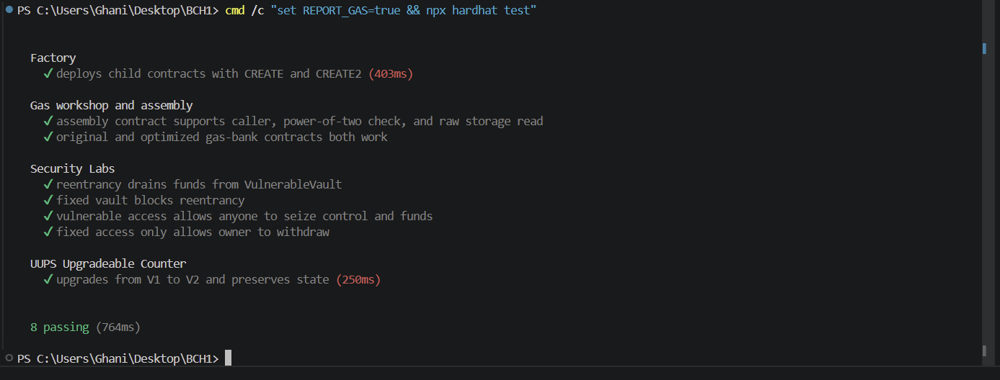 PS C:\Users\Ghani\Desktop\BCH1> cmd /c "set REPORT_GAS=true && npx hardhat test"
Factory
✓ deploys child contracts with CREATE and CREATE2 (403ms)
Gas workshop and assembly
✓ assembly contract supports caller, power-of-two check, and raw storage read
✓ original and optimized gas-bank contracts both work
Security Labs
✓ reentrancy drains funds from VulnerableVault
✓ fixed vault blocks reentrancy
✓ vulnerable access allows anyone to seize control and funds
✓ fixed access only allows owner to withdraw
UUPS Upgradeable Counter
✓ upgrades from V1 to V2 and preserves state (250ms)
8 passing (764ms)
PS C:\Users\Ghani\Desktop\BCH1>